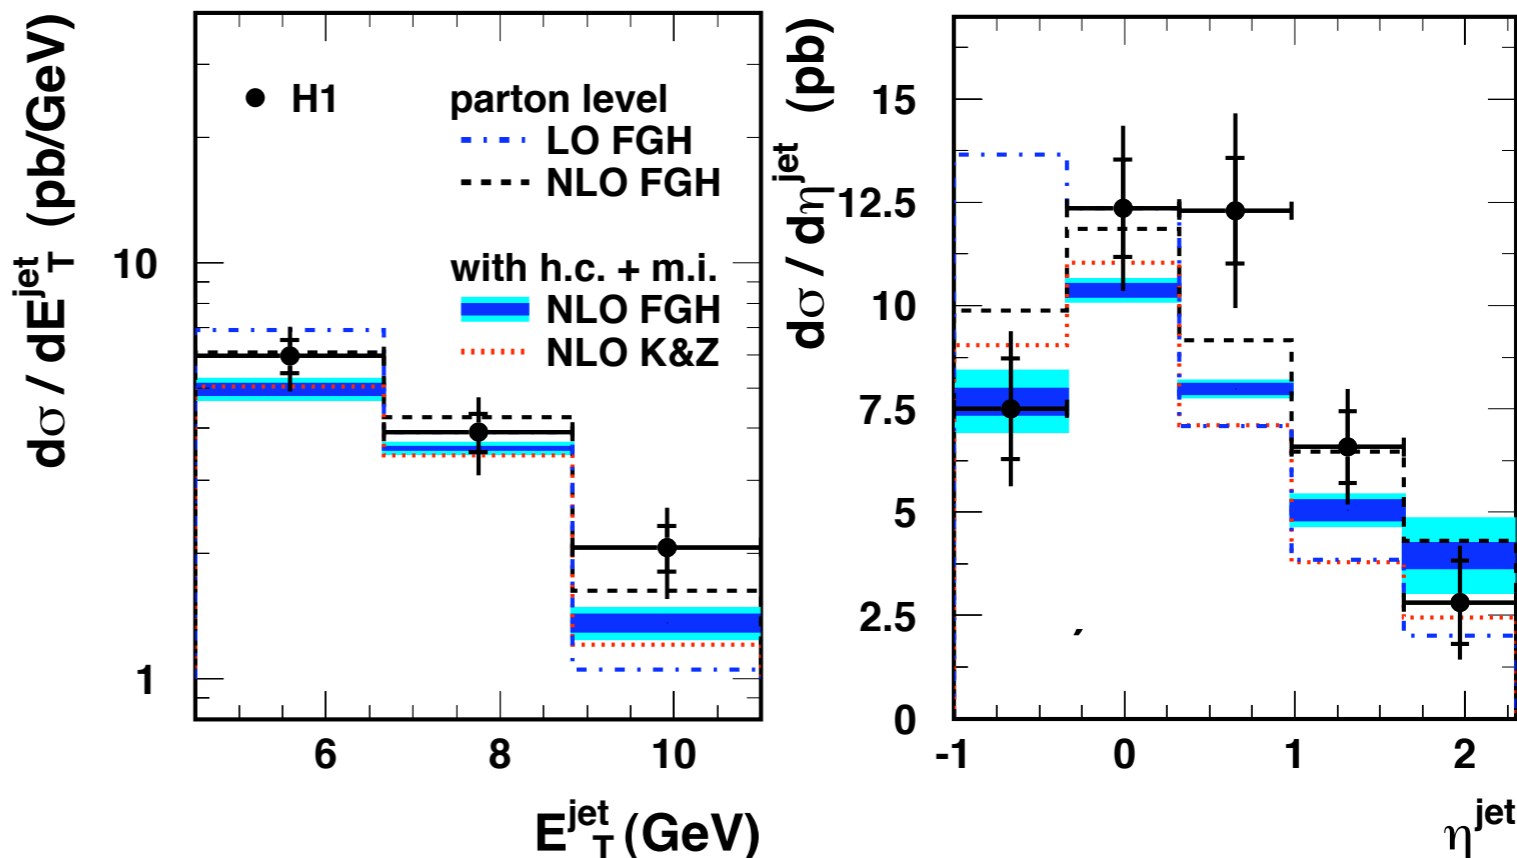 dσ / dE_T^jet (pb/GeV)
H1
parton level
LO FGH
NLO FGH
with h.c. + m.i.
NLO FGH
NLO K&Z
10
1
6
8
10
E_T^jet (GeV)
dσ / dη^jet (pb)
15
12.5
10
7.5
5
2.5
0
-1
0
1
2
η^jet